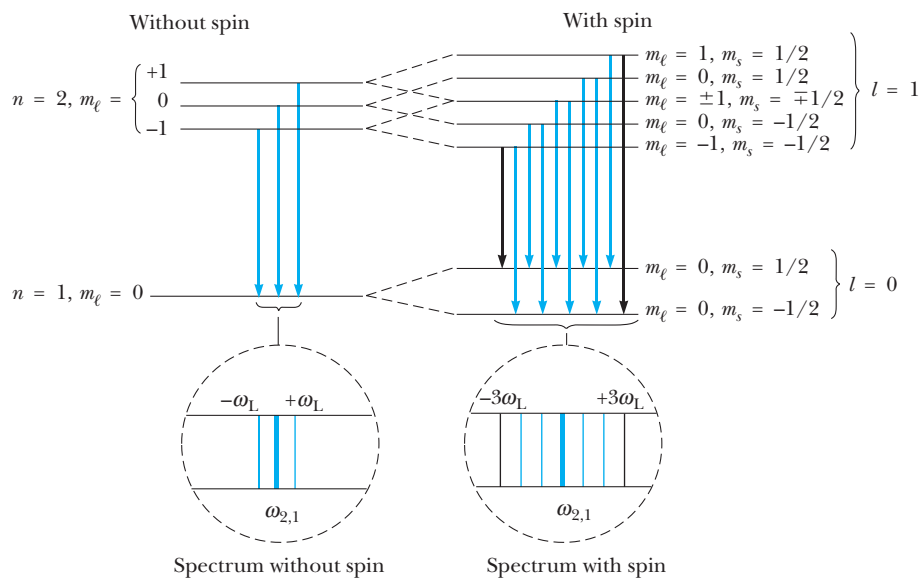 Without spin
With spin
+1
n = 2, mℓ = { 0
−1
mℓ = 1, ms = 1/2
mℓ = 0, ms = 1/2
mℓ = ±1, ms = ∓1/2
mℓ = 0, ms = −1/2
mℓ = −1, ms = −1/2
l = 1
n = 1, mℓ = 0
mℓ = 0, ms = 1/2
mℓ = 0, ms = −1/2
l = 0
−ωL +ωL
ω2,1
Spectrum without spin
−3ωL +3ωL
ω2,1
Spectrum with spin